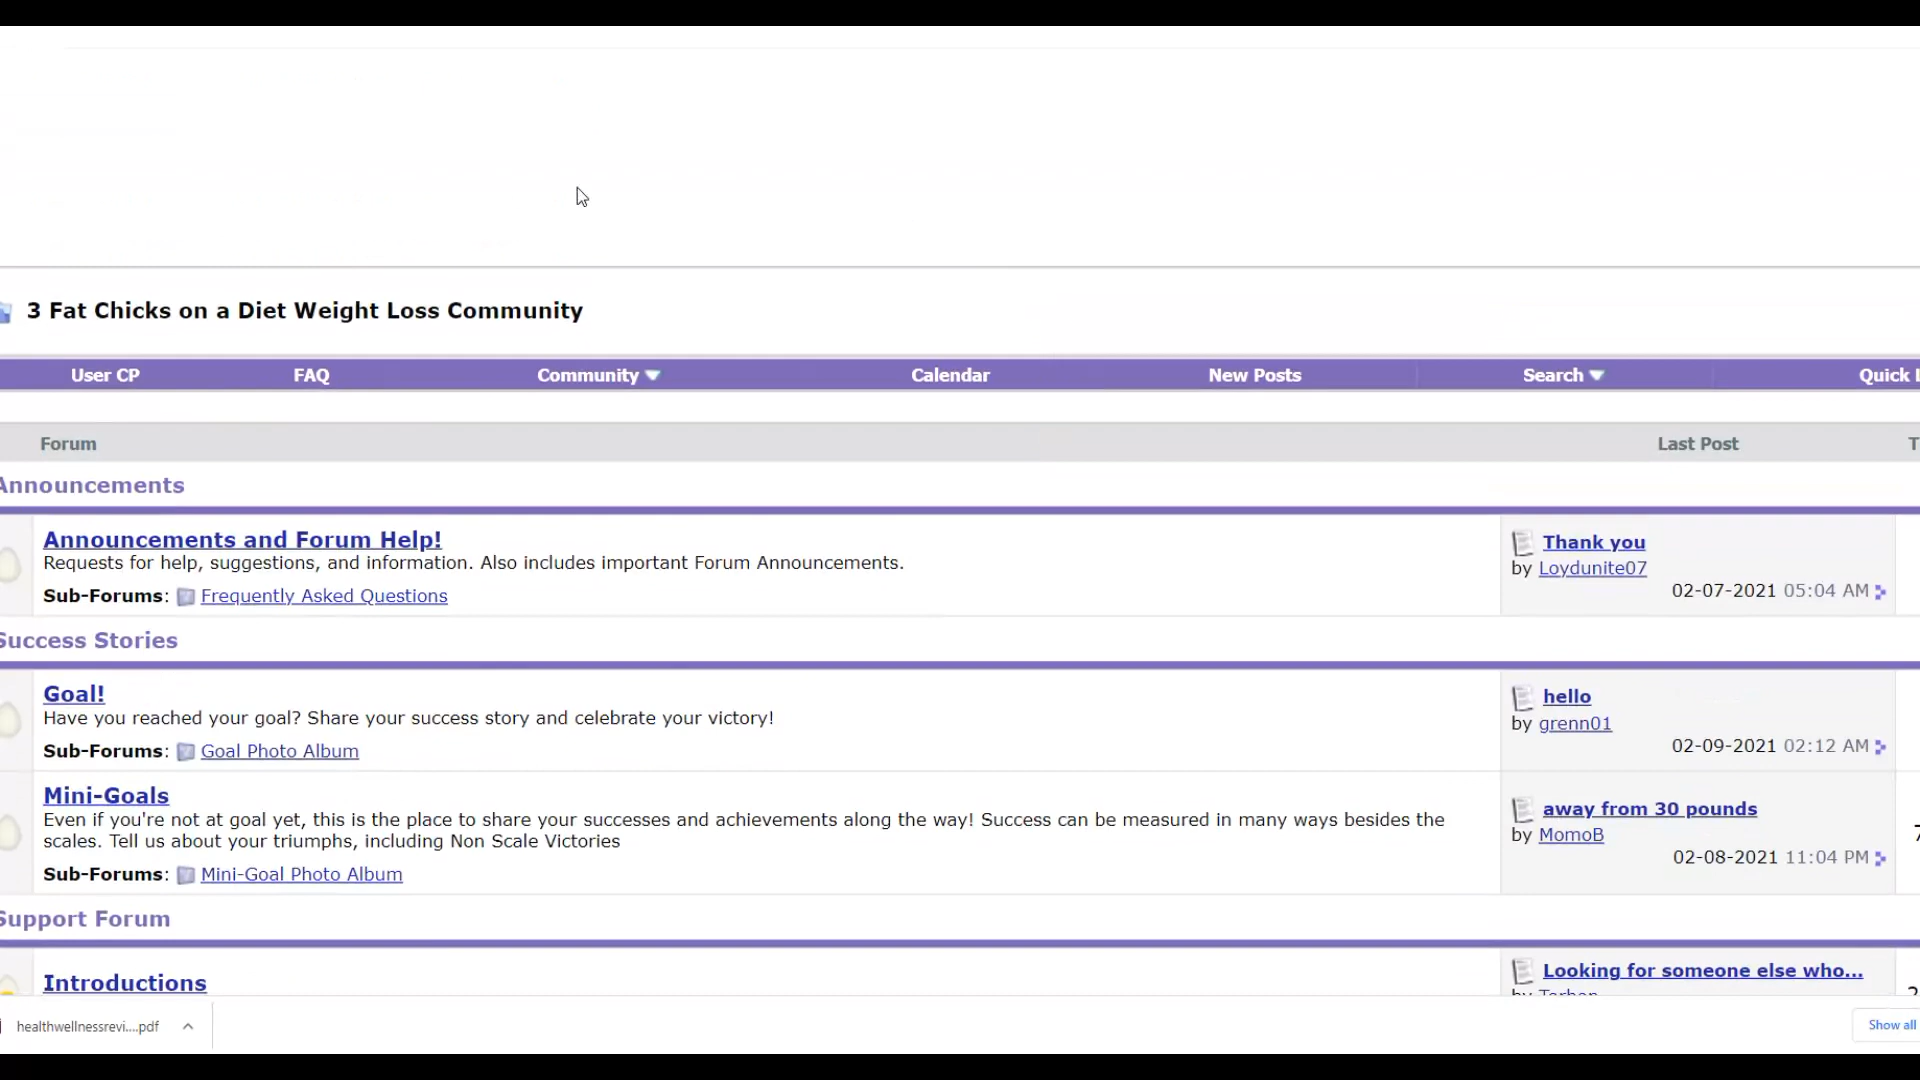 3 Fat Chicks on a Diet Weight Loss Community
User CP FAQ Community Calendar New Posts Search Quick
Forum Last Post
Announcements
Announcements and Forum Help!
Requests for help, suggestions, and information. Also includes important Forum Announcements.
Sub-Forums: Frequently Asked Questions
Thank you
by Loydunite07
02-07-2021 05:04 AM
Success Stories
Goal!
Have you reached your goal? Share your success story and celebrate your victory!
Sub-Forums: Goal Photo Album
hello
by grenn01
02-09-2021 02:12 AM
Mini-Goals
Even if you're not at goal yet, this is the place to share your successes and achievements along the way! Success can be measured in many ways besides the
scales. Tell us about your triumphs, including Non Scale Victories
Sub-Forums: Mini-Goal Photo Album
away from 30 pounds
by MomoB
02-08-2021 11:04 PM
Support Forum
Introductions
Looking for someone else who...
by
healthwellnessrevi....pdf
Show all